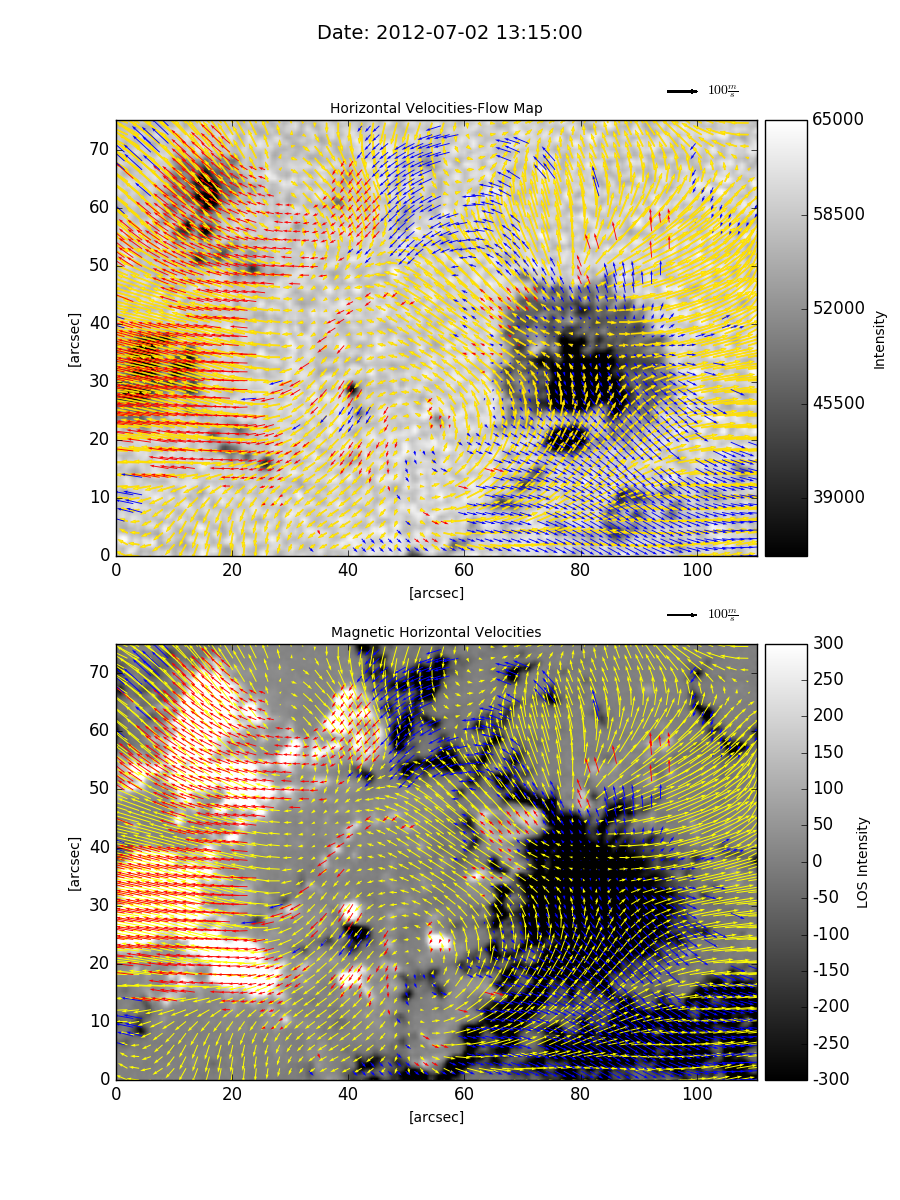 Date: 2012-07-02 13:15:00
100 m/s
Horizontal Velocities-Flow Map
70
60
50
40
30
20
10
0
[arcsec]
0 20 40 60 80 100
[arcsec]
65000
58500
52000
45500
39000
Intensity
100 m/s
Magnetic Horizontal Velocities
70
60
50
40
30
20
10
0
[arcsec]
0 20 40 60 80 100
[arcsec]
300
250
200
150
100
50
0
-50
-100
-150
-200
-250
-300
LOS Intensity